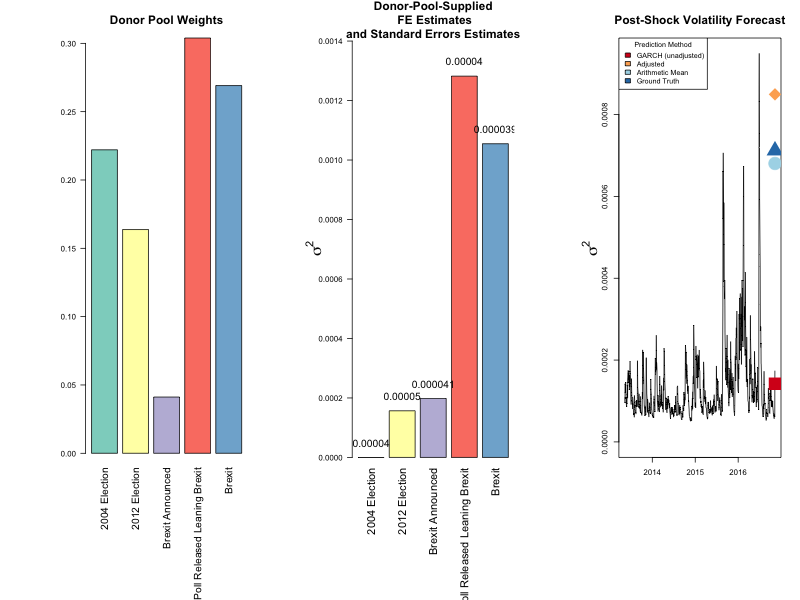 Donor Pool Weights
0.30
0.25
0.20
0.15
0.10
0.05
0.00
2004 Election
2012 Election
Brexit Announced
Poll Released Leaning Brexit
Brexit
Donor-Pool-Supplied
FE Estimates
and Standard Errors Estimates
σ²
0.0014
0.0012
0.0010
0.0008
0.0006
0.0004
0.0002
0.0000
0.00004
0.00005
0.000041
0.00004
0.000039
2004 Election
2012 Election
Brexit Announced
oll Released Leaning Brexit
Brexit
Post-Shock Volatility Forecast
Prediction Method
GARCH (unadjusted)
Adjusted
Arithmetic Mean
Ground Truth
σ²
0.0008
0.0006
0.0004
0.0002
0.0000
2014
2015
2016